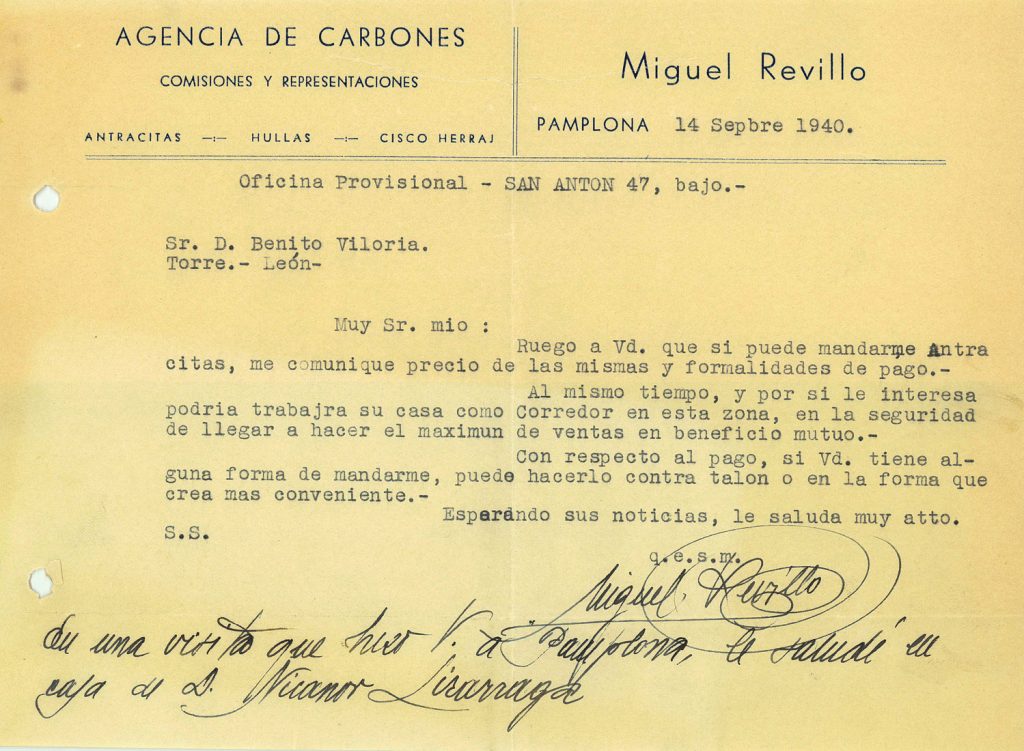 AGENCIA DE CARBONES
COMISIONES Y REPRESENTACIONES
ANTRACITAS —:— HULLAS —:— CISCO HERRAJ
Miguel Revillo
PAMPLONA 14 Sepbre 1940.
Oficina Provisional - SAN ANTON 47, bajo.-
Sr. D. Benito Viloria.
Torre.- León-
Muy Sr. mio :
Ruego a Vd. que si puede mandarme Antra
citas, me comunique precio de las mismas y formalidades de pago.-
Al mismo tiempo, y por si le interesa
podria trabajra su casa como Corredor en esta zona, en la seguridad
de llegar a hacer el maximun de ventas en beneficio mutuo.-
Con respecto al pago, si Vd. tiene al-
guna forma de mandarme, puede hacerlo contra talon o en la forma que
crea mas conveniente.-
Esperando sus noticias, le saluda muy atto.
S.S.
q.e.s.m.
Miguel Revillo
En una visita que hizo V. a Pamplona, le saludé en
casa de D. Nicanor Lizarraga